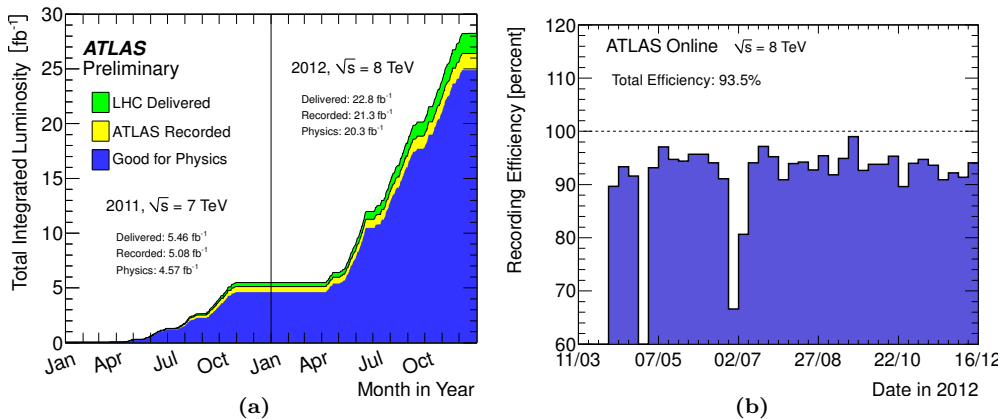 Total Integrated Luminosity [fb⁻¹]
30
25
20
15
10
5
0
ATLAS
Preliminary
LHC Delivered
ATLAS Recorded
Good for Physics
2012, √s = 8 TeV
Delivered: 22.8 fb⁻¹
Recorded: 21.3 fb⁻¹
Physics: 20.3 fb⁻¹
2011, √s = 7 TeV
Delivered: 5.46 fb⁻¹
Recorded: 5.08 fb⁻¹
Physics: 4.57 fb⁻¹
Jan Apr Jul Oct Jan Apr Jul Oct
Month in Year
(a)
Recording Efficiency [percent]
120
110
100
90
80
70
60
ATLAS Online √s = 8 TeV
Total Efficiency: 93.5%
11/03 07/05 02/07 27/08 22/10 16/12
Date in 2012
(b)